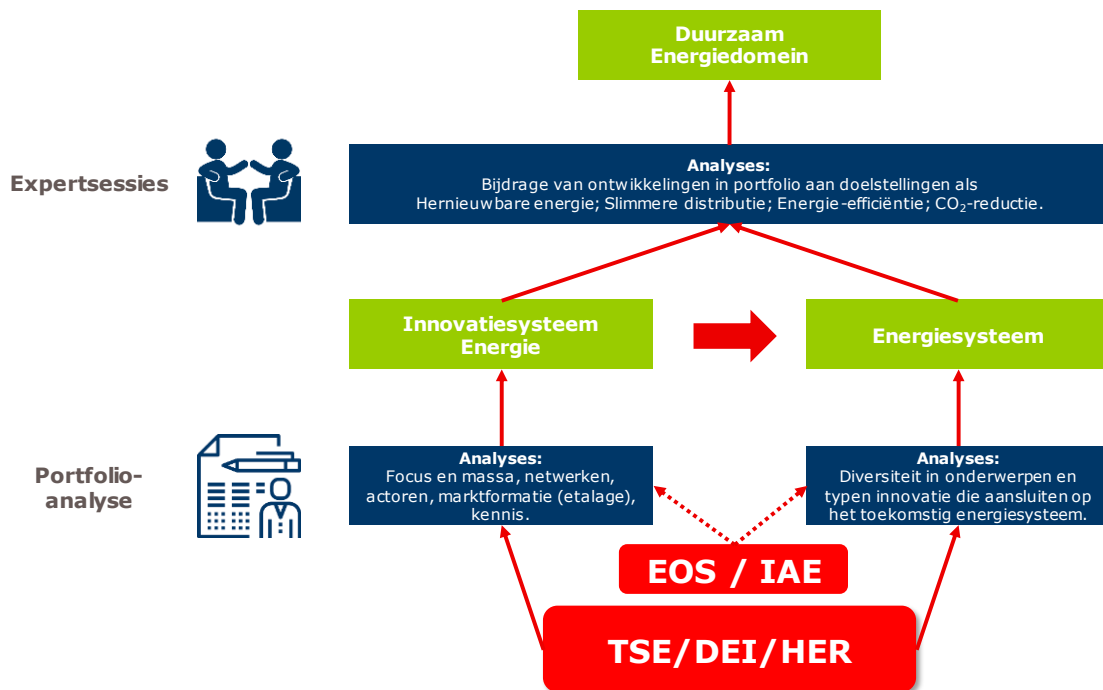 Duurzaam
Energiedomein
Expertsessies
Analyses:
Bijdrage van ontwikkelingen in portfolio aan doelstellingen als
Hernieuwbare energie; Slimmere distributie; Energie-efficiëntie; CO₂-reductie.
Innovatiesysteem
Energie
Energiesysteem
Portfolio-
analyse
Analyses:
Focus en massa, netwerken,
actoren, marktformatie (etalage),
kennis.
Analyses:
Diversiteit in onderwerpen en
typen innovatie die aansluiten op
het toekomstig energiesysteem.
EOS / IAE
TSE/DEI/HER